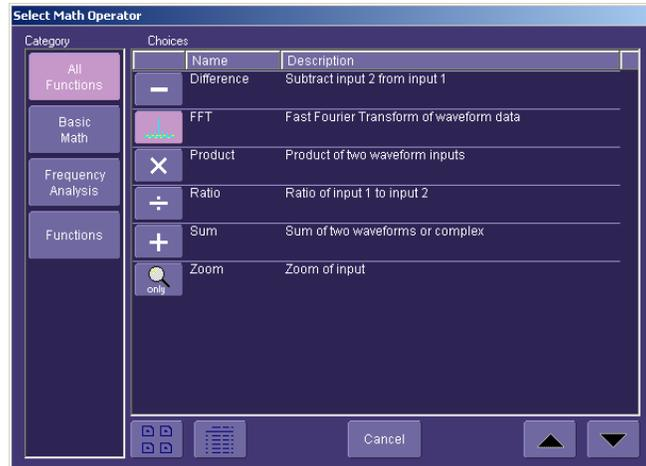 Select Math Operator
Category
Choices
All
Functions
Basic
Math
Frequency
Analysis
Functions
Name Description
Difference Subtract input 2 from input 1
FFT Fast Fourier Transform of waveform data
Product Product of two waveform inputs
Ratio Ratio of input 1 to input 2
Sum Sum of two waveforms or complex
Zoom Zoom of input
only
Cancel